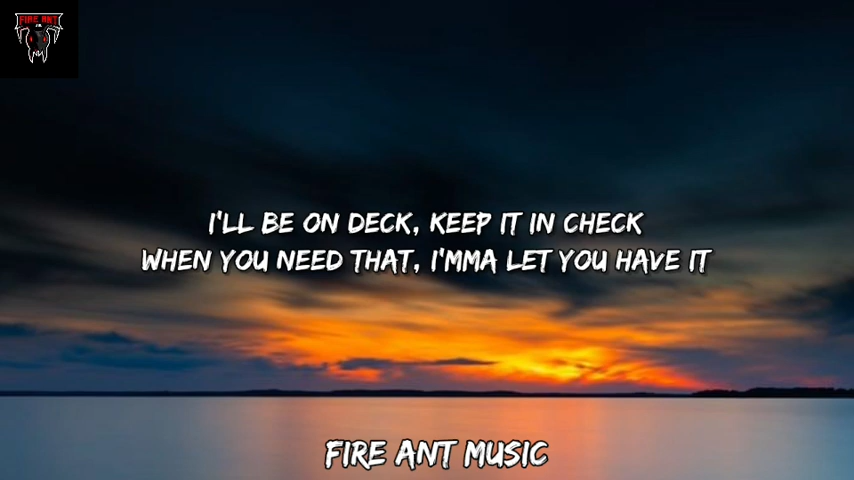 FIRE ANT
I'LL BE ON DECK, KEEP IT IN CHECK
WHEN YOU NEED THAT, I'MMA LET YOU HAVE IT
FIRE ANT MUSIC